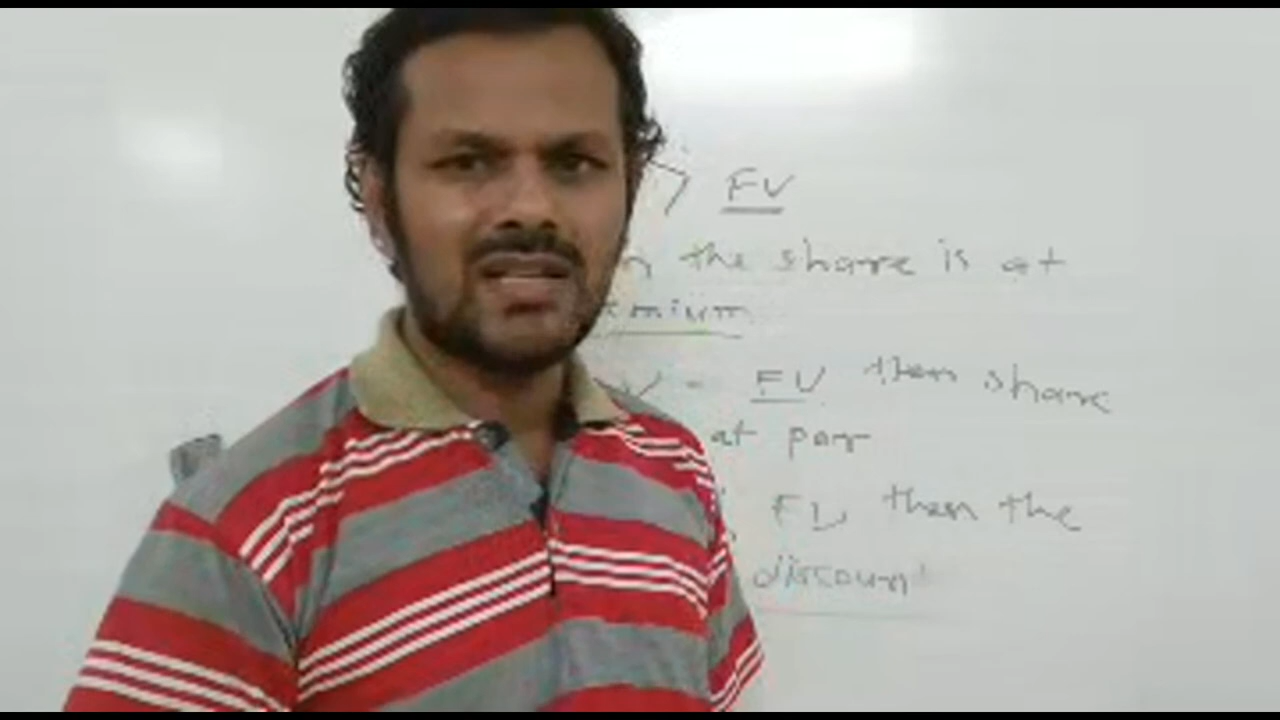 > FV
the share is at
mium
= FV then share
at par
FV then the
discount